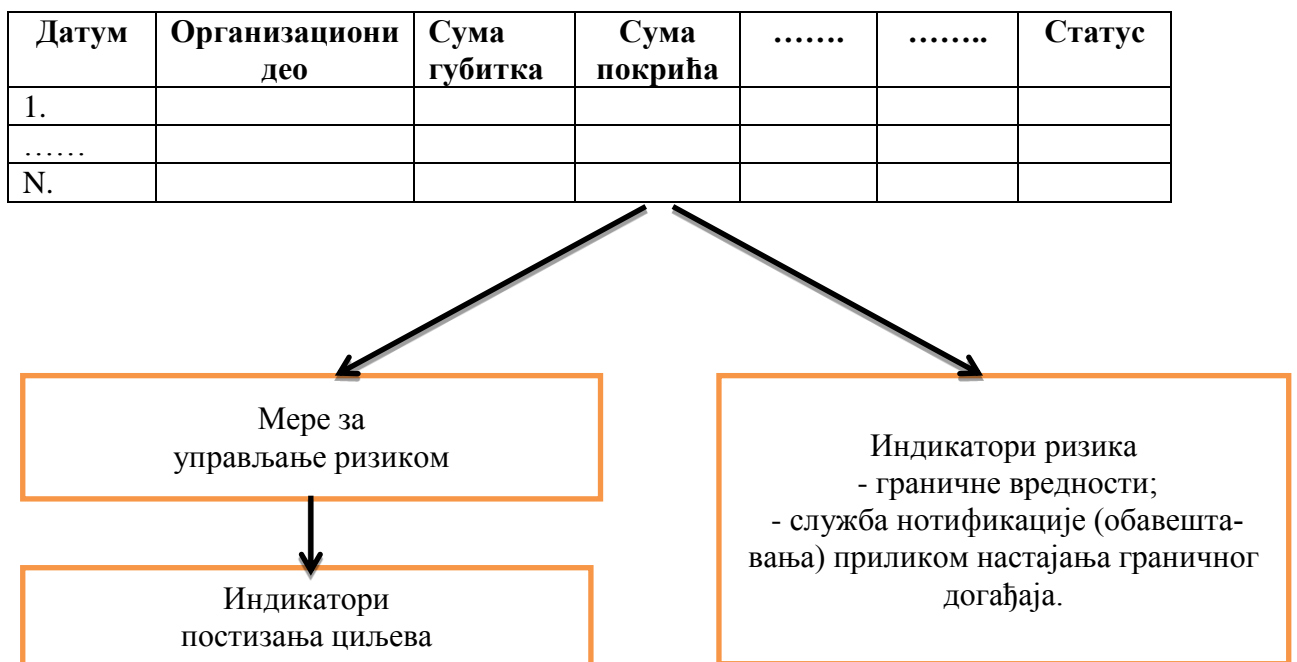 Датум Организациони део Сума губитка Сума покрића ……. …….. Статус
1.
……
N.
Мере за
управљање ризиком
Индикатори
постизања циљева
Индикатори ризика
- граничне вредности;
- служба нотификације (обавешта-
вања) приликом настајања граничног
догађаја.